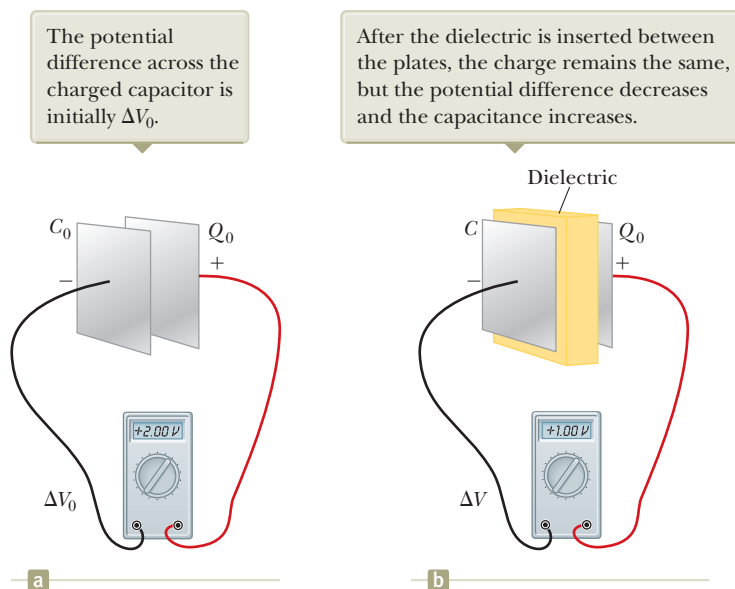 The potential
difference across the
charged capacitor is
initially ΔV₀.
After the dielectric is inserted between
the plates, the charge remains the same,
but the potential difference decreases
and the capacitance increases.
C₀
Q₀
−
+
+2.00 V
ΔV₀
a
Dielectric
C
Q₀
−
+
+1.00 V
ΔV
b